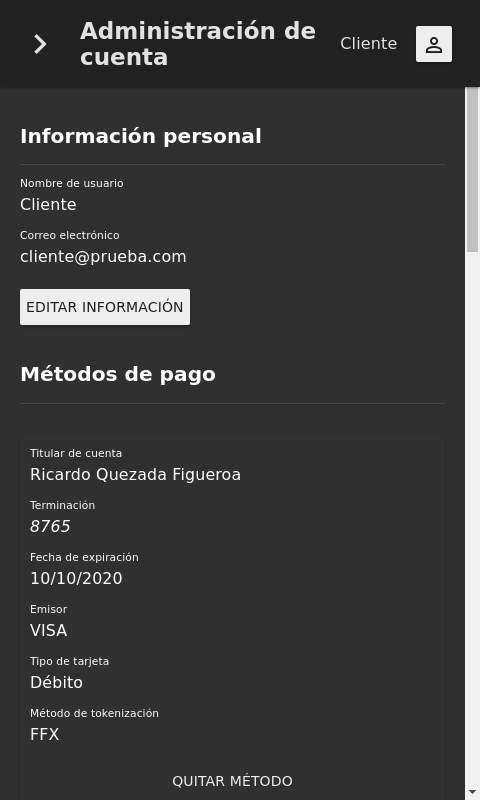 Administración de
cuenta
Cliente
Información personal
Nombre de usuario
Cliente
Correo electrónico
cliente@prueba.com
EDITAR INFORMACIÓN
Métodos de pago
Titular de cuenta
Ricardo Quezada Figueroa
Terminación
8765
Fecha de expiración
10/10/2020
Emisor
VISA
Tipo de tarjeta
Débito
Método de tokenización
FFX
QUITAR MÉTODO